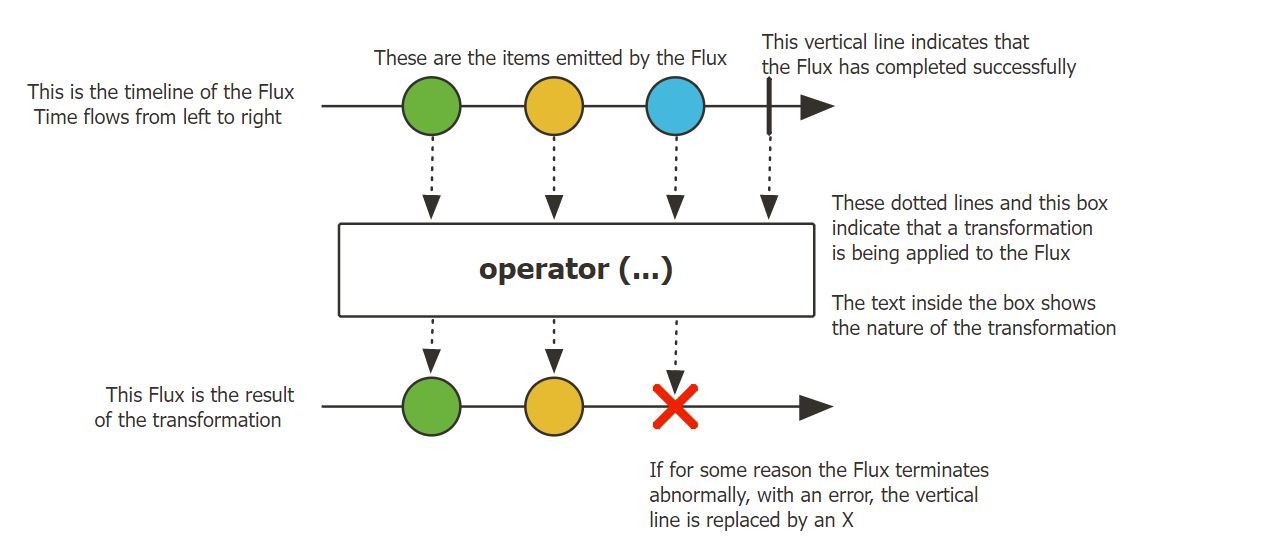 These are the items emitted by the Flux
This vertical line indicates that
the Flux has completed successfully
This is the timeline of the Flux
Time flows from left to right
These dotted lines and this box
indicate that a transformation
is being applied to the Flux
operator (...)
The text inside the box shows
the nature of the transformation
This Flux is the result
of the transformation
If for some reason the Flux terminates
abnormally, with an error, the vertical
line is replaced by an X